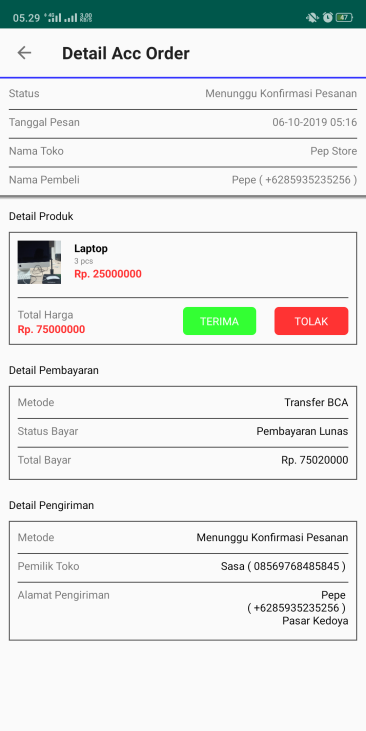 05.29
47
Detail Acc Order
Status Menunggu Konfirmasi Pesanan
Tanggal Pesan 06-10-2019 05:16
Nama Toko Pep Store
Nama Pembeli Pepe ( +6285935235256 )
Detail Produk
Laptop
3 pcs
Rp. 25000000
Total Harga
Rp. 75000000
TERIMA TOLAK
Detail Pembayaran
Metode Transfer BCA
Status Bayar Pembayaran Lunas
Total Bayar Rp. 75020000
Detail Pengiriman
Metode Menunggu Konfirmasi Pesanan
Pemilik Toko Sasa ( 08569768485845 )
Alamat Pengiriman Pepe
( +6285935235256 )
Pasar Kedoya